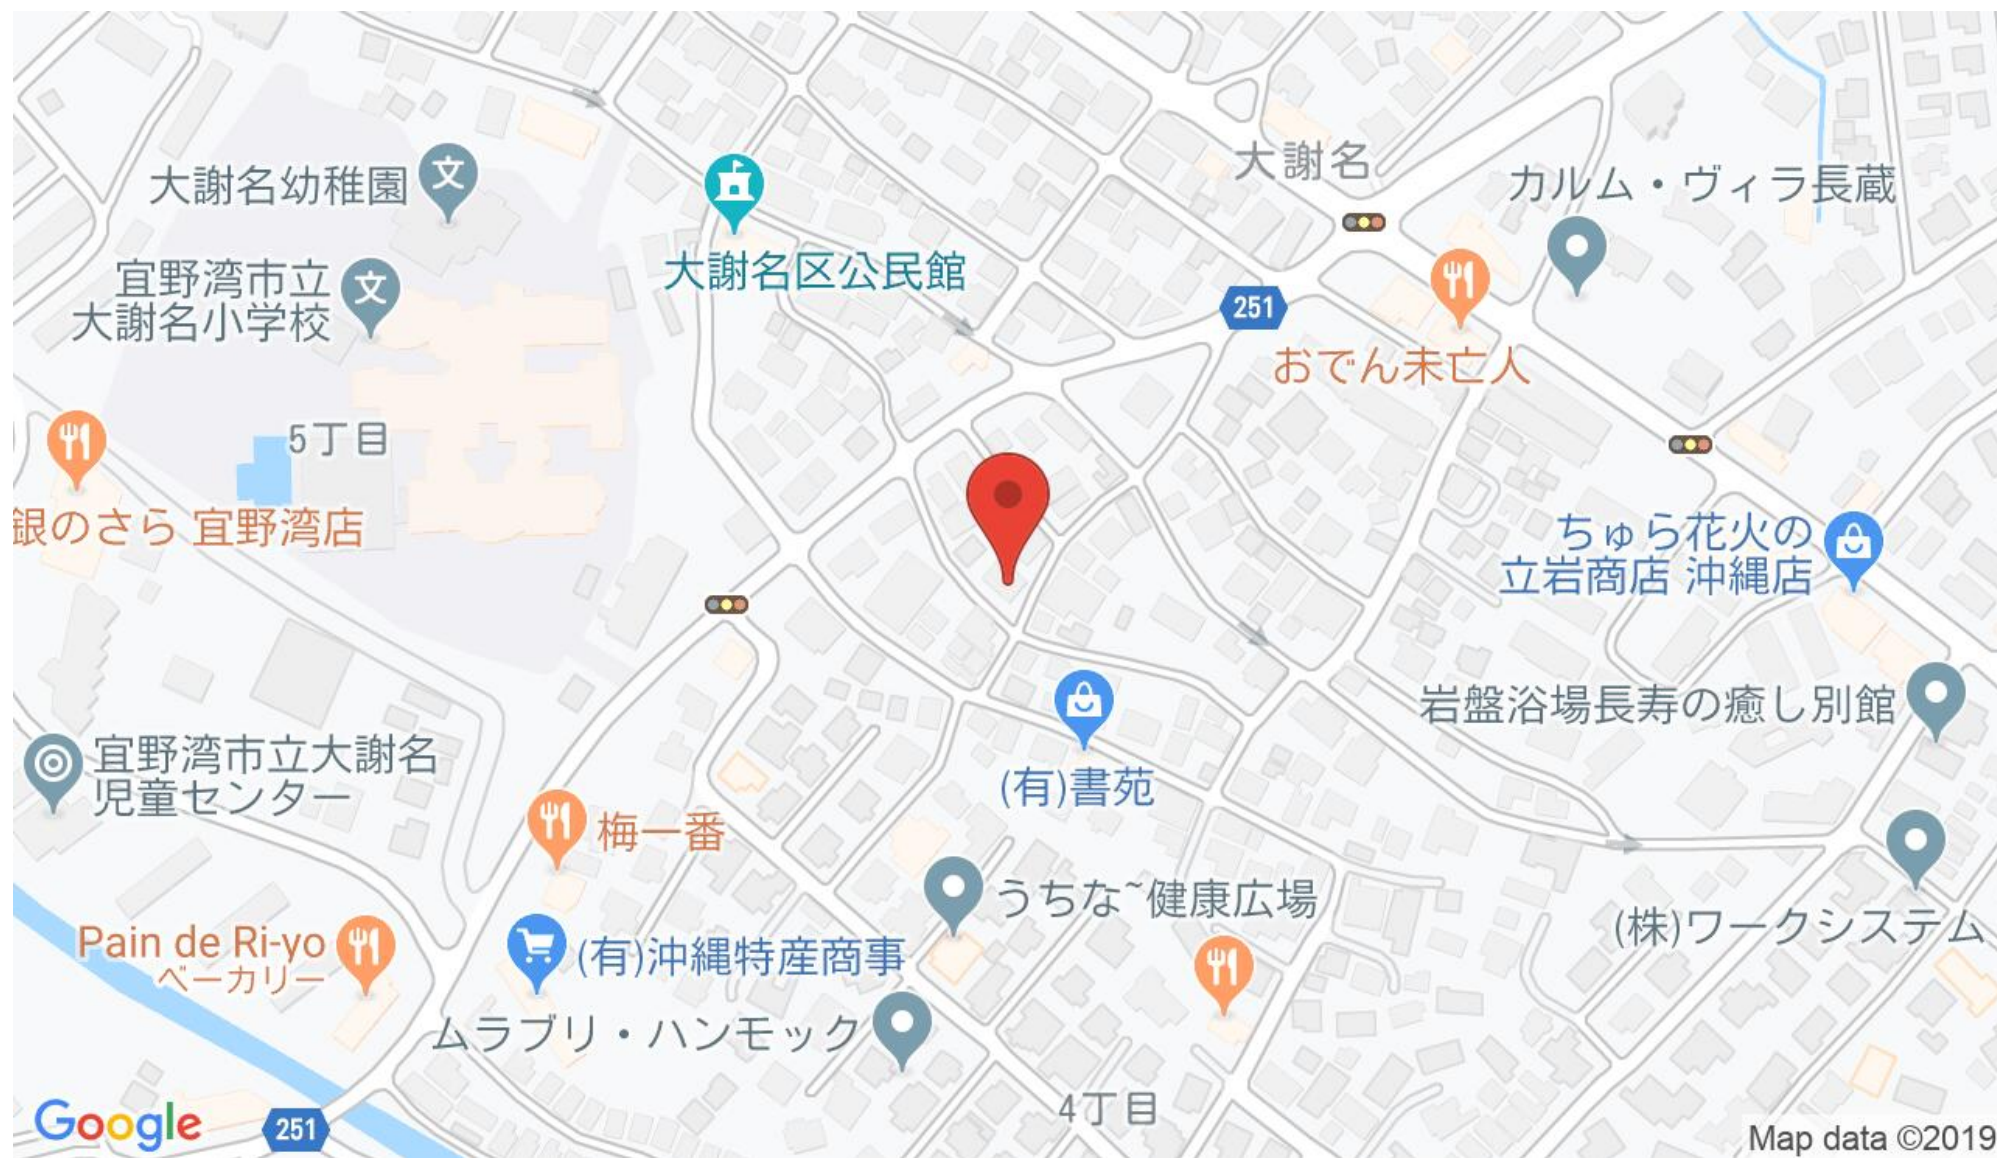 大謝名
カルム・ヴィラ長蔵
大謝名幼稚園
文
大謝名区公民館
宜野湾市立
大謝名小学校
文
251
おでん未亡人
5丁目
銀のさら 宜野湾店
ちゅら花火の
立岩商店 沖縄店
岩盤浴場長寿の癒し別館
宜野湾市立大謝名
児童センター
(有)書苑
梅一番
うちな~健康広場
(株)ワークシステム
Pain de Ri-yo
ベーカリー
(有)沖縄特産商事
ムラブリ・ハンモック
4丁目
Google
251
Map data ©2019